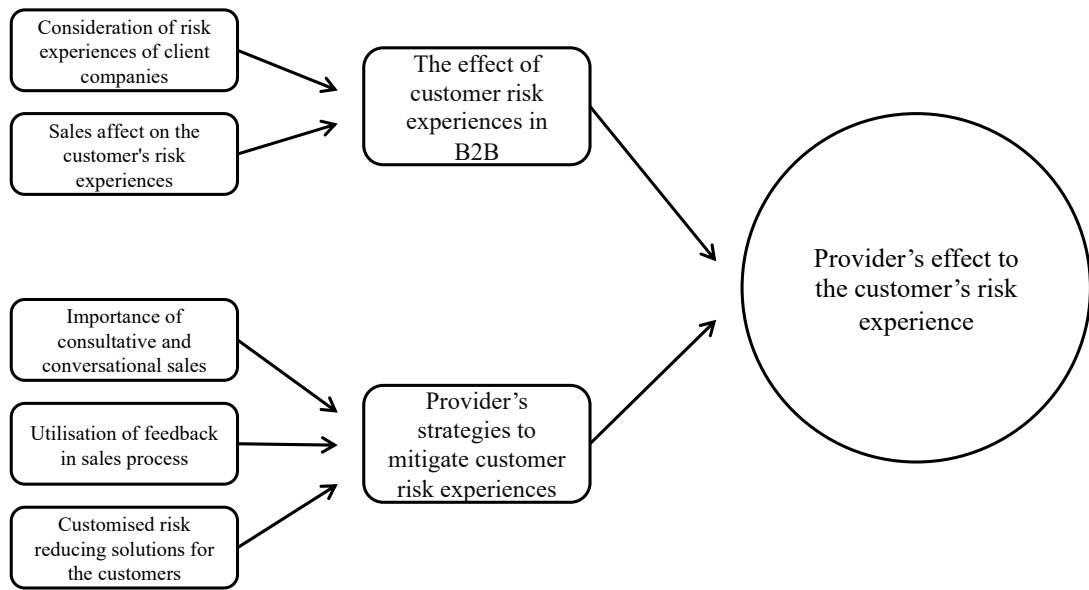 Consideration of risk
experiences of client
companies
Sales affect on the
customer's risk
experiences
The effect of
customer risk
experiences in
B2B
Importance of
consultative and
conversational sales
Utilisation of feedback
in sales process
Customised risk
reducing solutions for
the customers
Provider’s
strategies to
mitigate customer
risk experiences
Provider’s effect to
the customer’s risk
experience